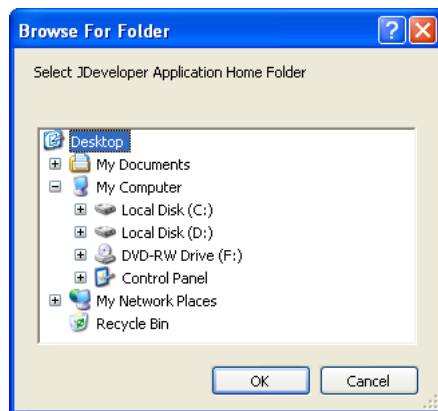 Browse For Folder
Select JDeveloper Application Home Folder
Desktop
My Documents
My Computer
Local Disk (C:)
Local Disk (D:)
DVD-RW Drive (F:)
Control Panel
My Network Places
Recycle Bin
OK Cancel